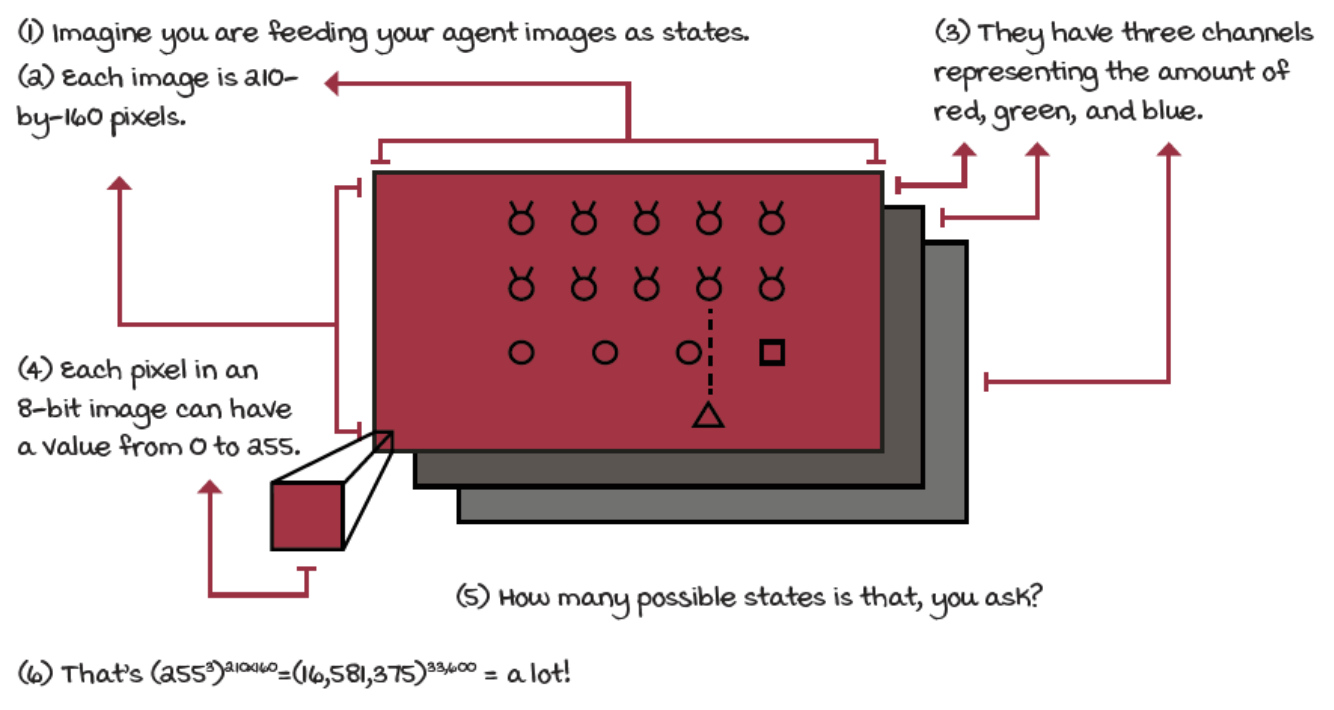 (1) Imagine you are feeding your agent images as states.
(2) Each image is 210-
by-160 pixels.
(3) They have three channels
representing the amount of
red, green, and blue.
(4) Each pixel in an
8-bit image can have
a value from 0 to 255.
(5) How many possible states is that, you ask?
(6) That's (255³)²¹⁰ˣ¹⁶⁰=(16,581,375)³³,⁶⁰⁰ = a lot!